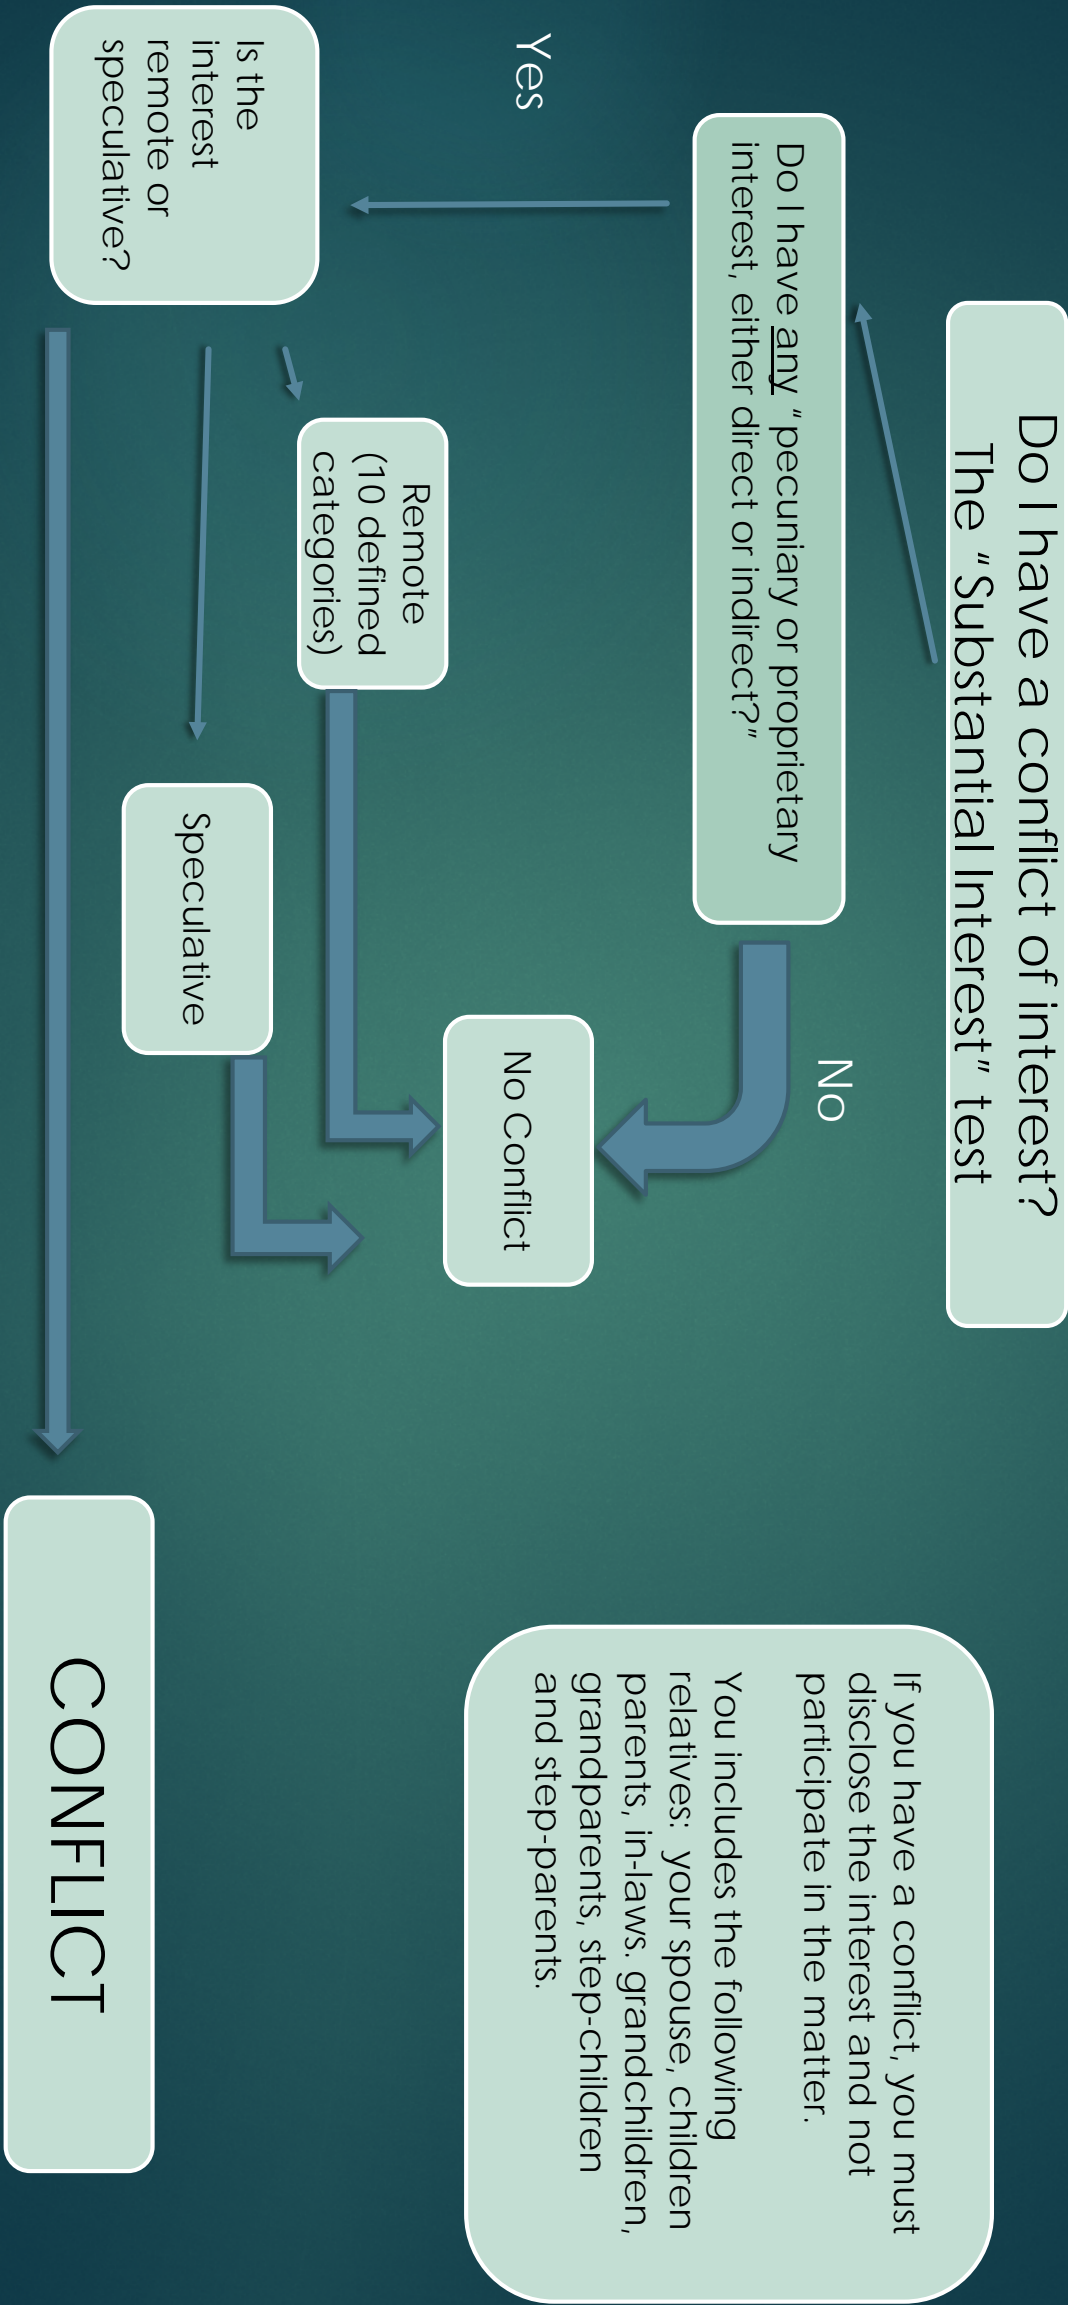 Do I have a conflict of interest?
The “Substantial Interest” test
Do I have any “pecuniary or proprietary
interest, either direct or indirect?”
No
Yes
No Conflict
Remote
(10 defined
categories)
Is the
interest
remote or
speculative?
Speculative
If you have a conflict, you must
disclose the interest and not
participate in the matter.
You includes the following
relatives:  your spouse, children
parents, in-laws. grandchildren,
grandparents, step-children
and step-parents.
CONFLICT